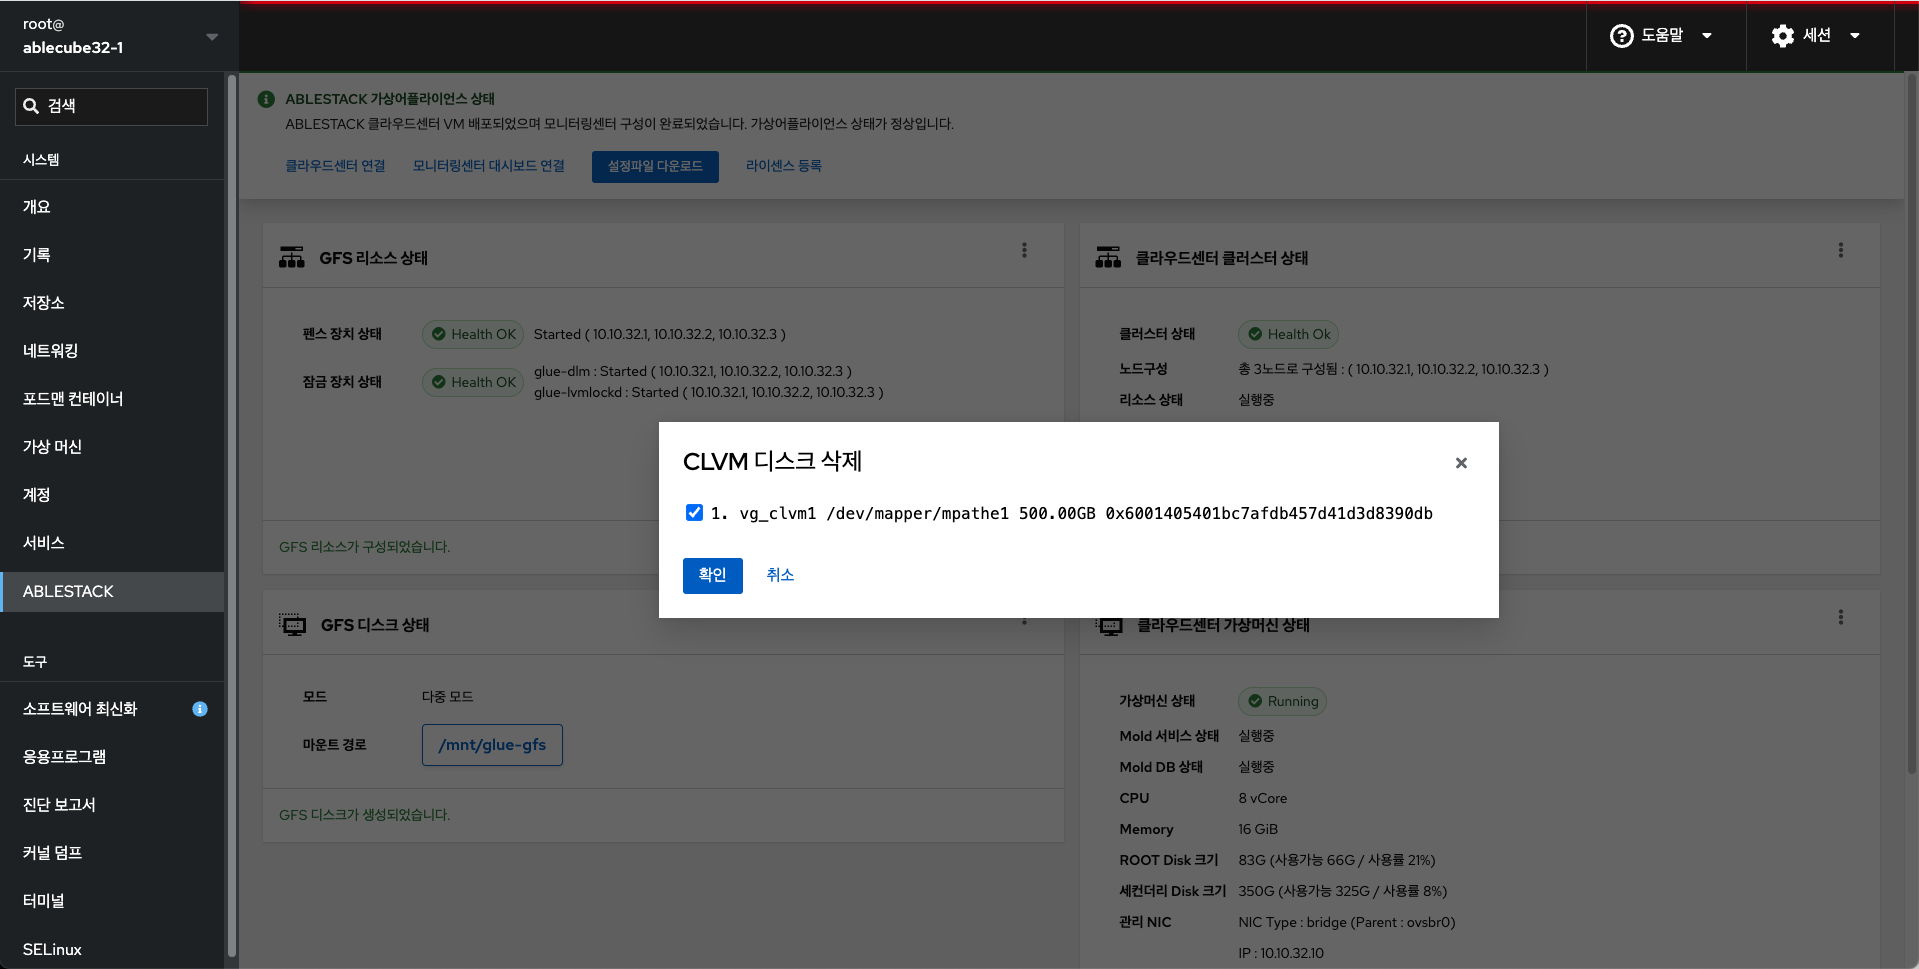 root@
ablecube32-1
도움말
세션
검색
시스템
개요
기록
저장소
네트워킹
포드맨 컨테이너
가상 머신
계정
서비스
ABLESTACK
도구
소프트웨어 최신화
응용프로그램
진단 보고서
커널 덤프
터미널
SELinux
ABLESTACK 가상어플라이언스 상태
ABLESTACK 클라우드센터 VM 배포되었으며 모니터링센터 구성이 완료되었습니다. 가상어플라이언스 상태가 정상입니다.
클라우드센터 연결 모니터링센터 대시보드 연결 설정파일 다운로드 라이센스 등록
GFS 리소스 상태
펜스 장치 상태 Health OK Started ( 10.10.32.1, 10.10.32.2, 10.10.32.3 )
잠금 장치 상태 Health OK glue-dlm : Started ( 10.10.32.1, 10.10.32.2, 10.10.32.3 )
glue-lvmlockd : Started ( 10.10.32.1, 10.10.32.2, 10.10.32.3 )
GFS 리소스가 구성되었습니다.
클라우드센터 클러스터 상태
클러스터 상태 Health Ok
노드구성 총 3노드로 구성됨 : ( 10.10.32.1, 10.10.32.2, 10.10.32.3 )
리소스 상태 실행중
CLVM 디스크 삭제
1. vg_clvm1 /dev/mapper/mpathe1 500.00GB 0x6001405401bc7afdb457d41d3d8390db
확인 취소
GFS 디스크 상태
모드 다중 모드
마운트 경로 /mnt/glue-gfs
GFS 디스크가 생성되었습니다.
클라우드센터 가상머신 상태
가상머신 상태 Running
Mold 서비스 상태 실행중
Mold DB 상태 실행중
CPU 8 vCore
Memory 16 GiB
ROOT Disk 크기 83G (사용가능 66G / 사용률 21%)
세컨더리 Disk 크기 350G (사용가능 325G / 사용률 8%)
관리 NIC NIC Type : bridge (Parent : ovsbr0)
IP : 10.10.32.10